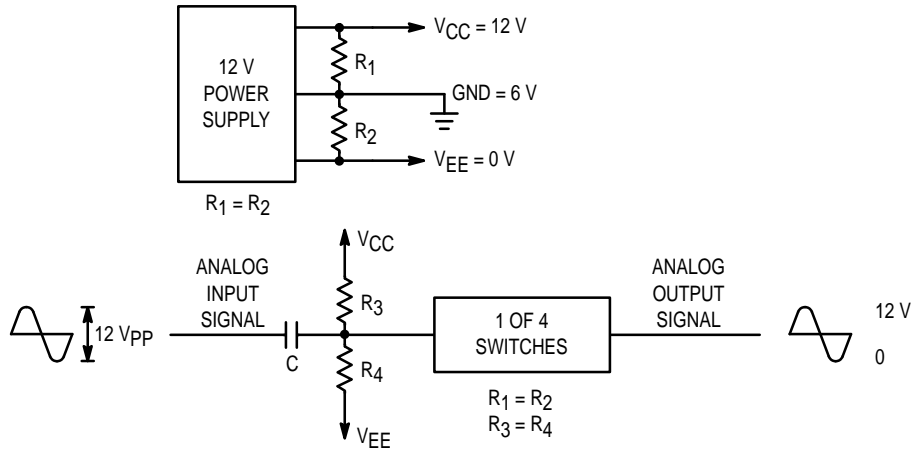 VCC = 12 V
12 V
POWER
SUPPLY
R1
GND = 6 V
R2
VEE = 0 V
R1 = R2
VCC
ANALOG
INPUT
SIGNAL
ANALOG
OUTPUT
SIGNAL
R3
12 VPP
1 OF 4
SWITCHES
12 V
0
C
R4
R1 = R2
R3 = R4
VEE